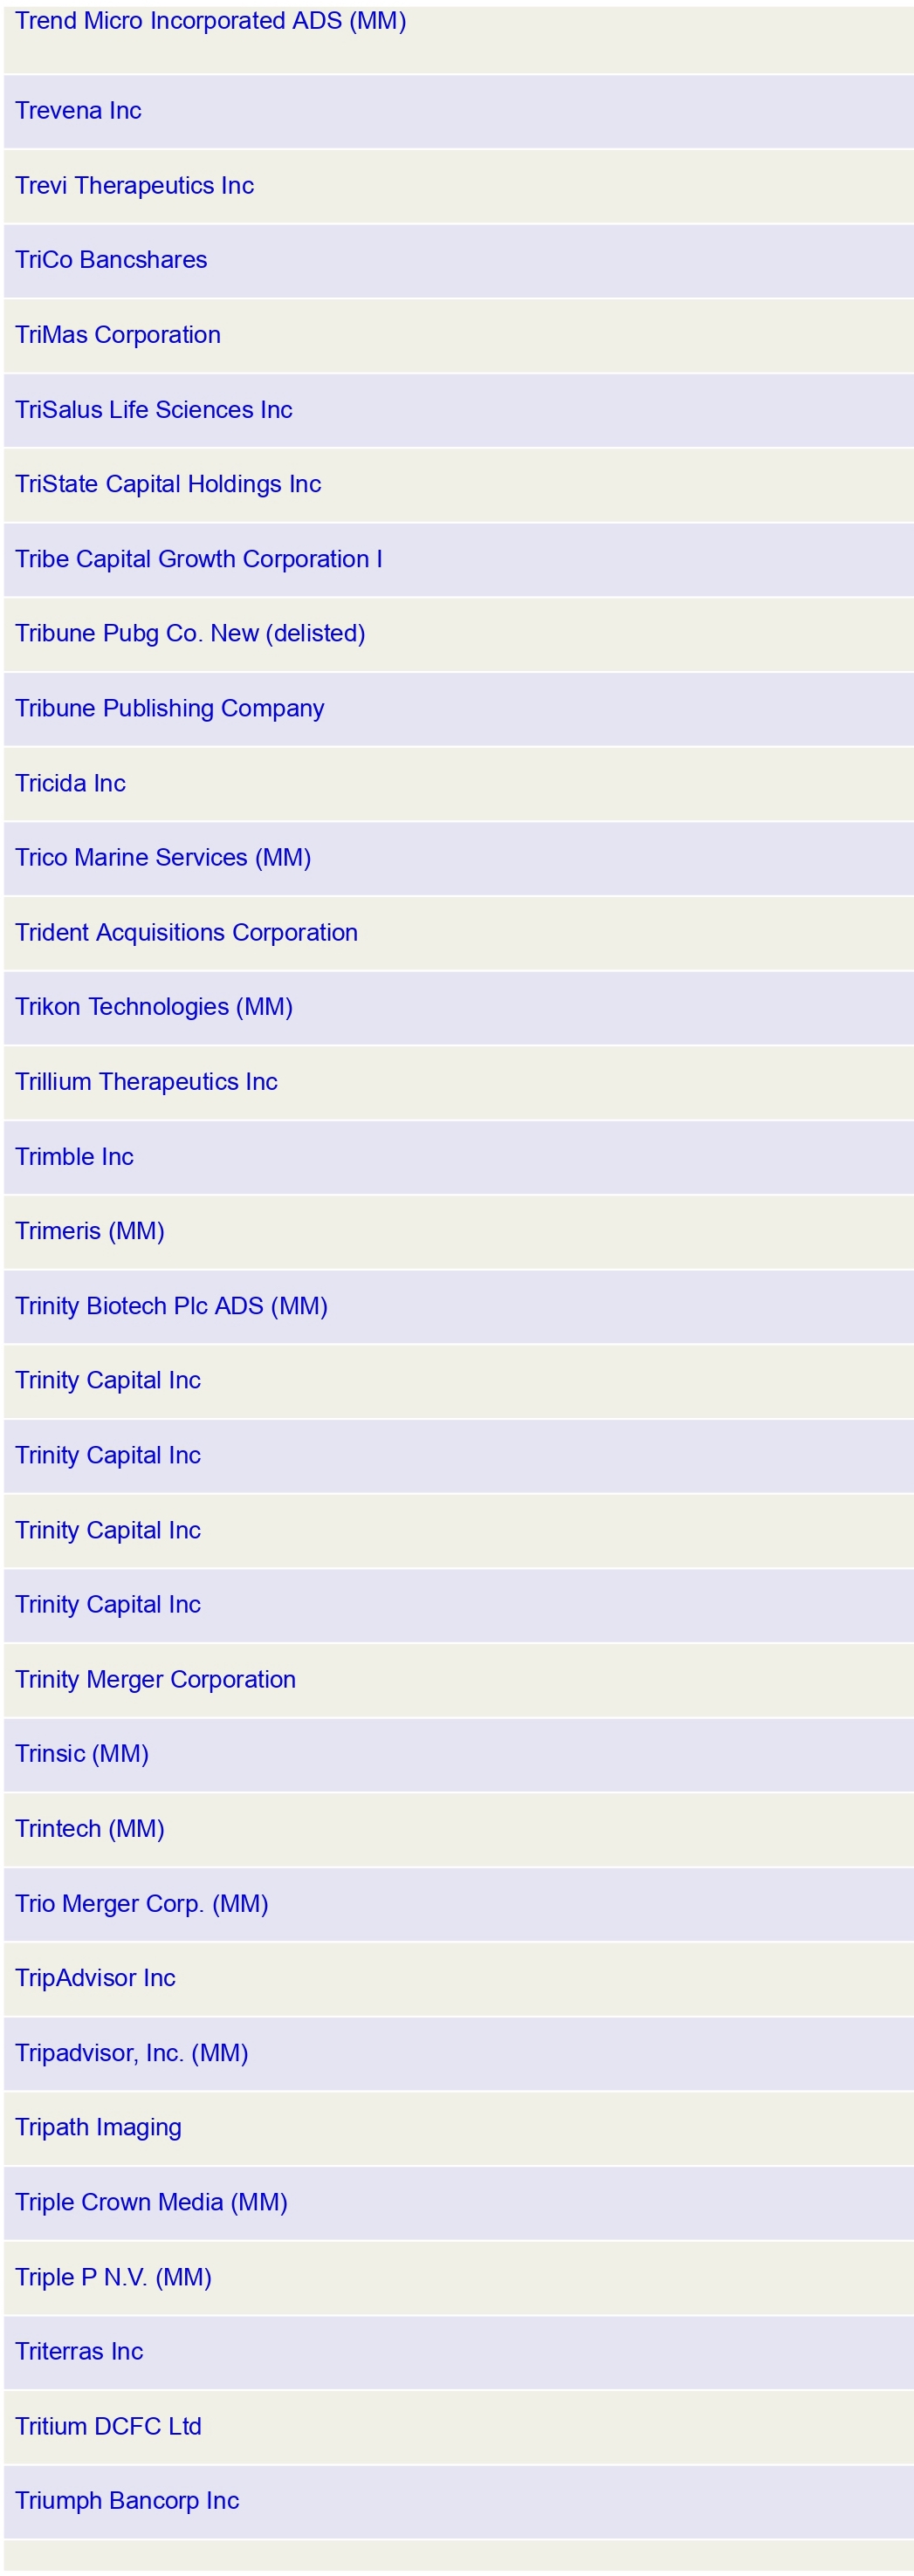 Trend Micro Incorporated ADS (MM)
Trevena Inc
Trevi Therapeutics Inc
TriCo Bancshares
TriMas Corporation
TriSalus Life Sciences Inc
TriState Capital Holdings Inc
Tribe Capital Growth Corporation I
Tribune Pubg Co. New (delisted)
Tribune Publishing Company
Tricida Inc
Trico Marine Services (MM)
Trident Acquisitions Corporation
Trikon Technologies (MM)
Trillium Therapeutics Inc
Trimble Inc
Trimeris (MM)
Trinity Biotech Plc ADS (MM)
Trinity Capital Inc
Trinity Capital Inc
Trinity Capital Inc
Trinity Capital Inc
Trinity Merger Corporation
Trinsic (MM)
Trintech (MM)
Trio Merger Corp. (MM)
TripAdvisor Inc
Tripadvisor, Inc. (MM)
Tripath Imaging
Triple Crown Media (MM)
Triple P N.V. (MM)
Triterras Inc
Tritium DCFC Ltd
Triumph Bancorp Inc